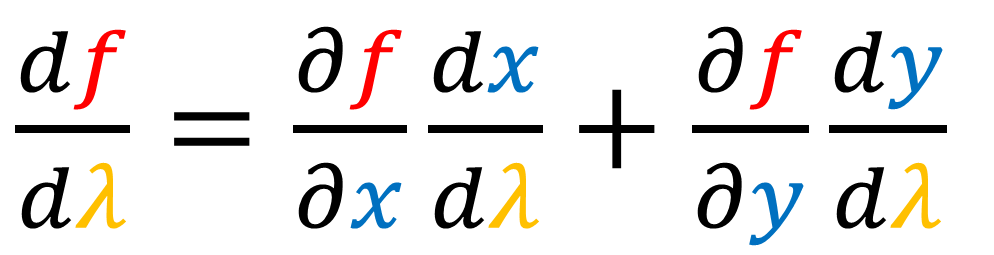 df/dλ = ∂f/∂x dx/dλ + ∂f/∂y dy/dλ